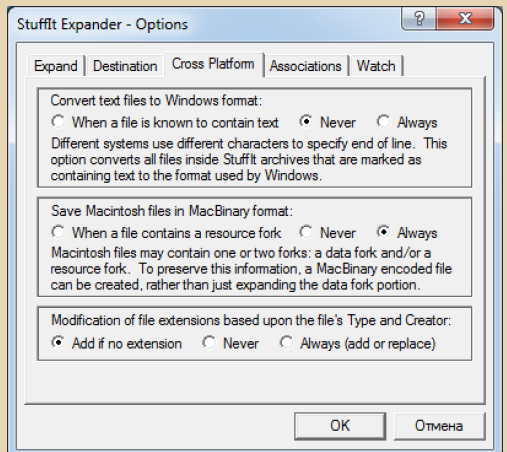 StuffIt Expander - Options
Expand Destination Cross Platform Associations Watch
Convert text files to Windows format:
When a file is known to contain text Never Always
Different systems use different characters to specify end of line. This
option converts all files inside StuffIt archives that are marked as
containing text to the format used by Windows.
Save Macintosh files in MacBinary format:
When a file contains a resource fork Never Always
Macintosh files may contain one or two forks: a data fork and/or a
resource fork. To preserve this information, a MacBinary encoded file
can be created, rather than just expanding the data fork portion.
Modification of file extensions based upon the file's Type and Creator:
Add if no extension Never Always (add or replace)
OK Отмена